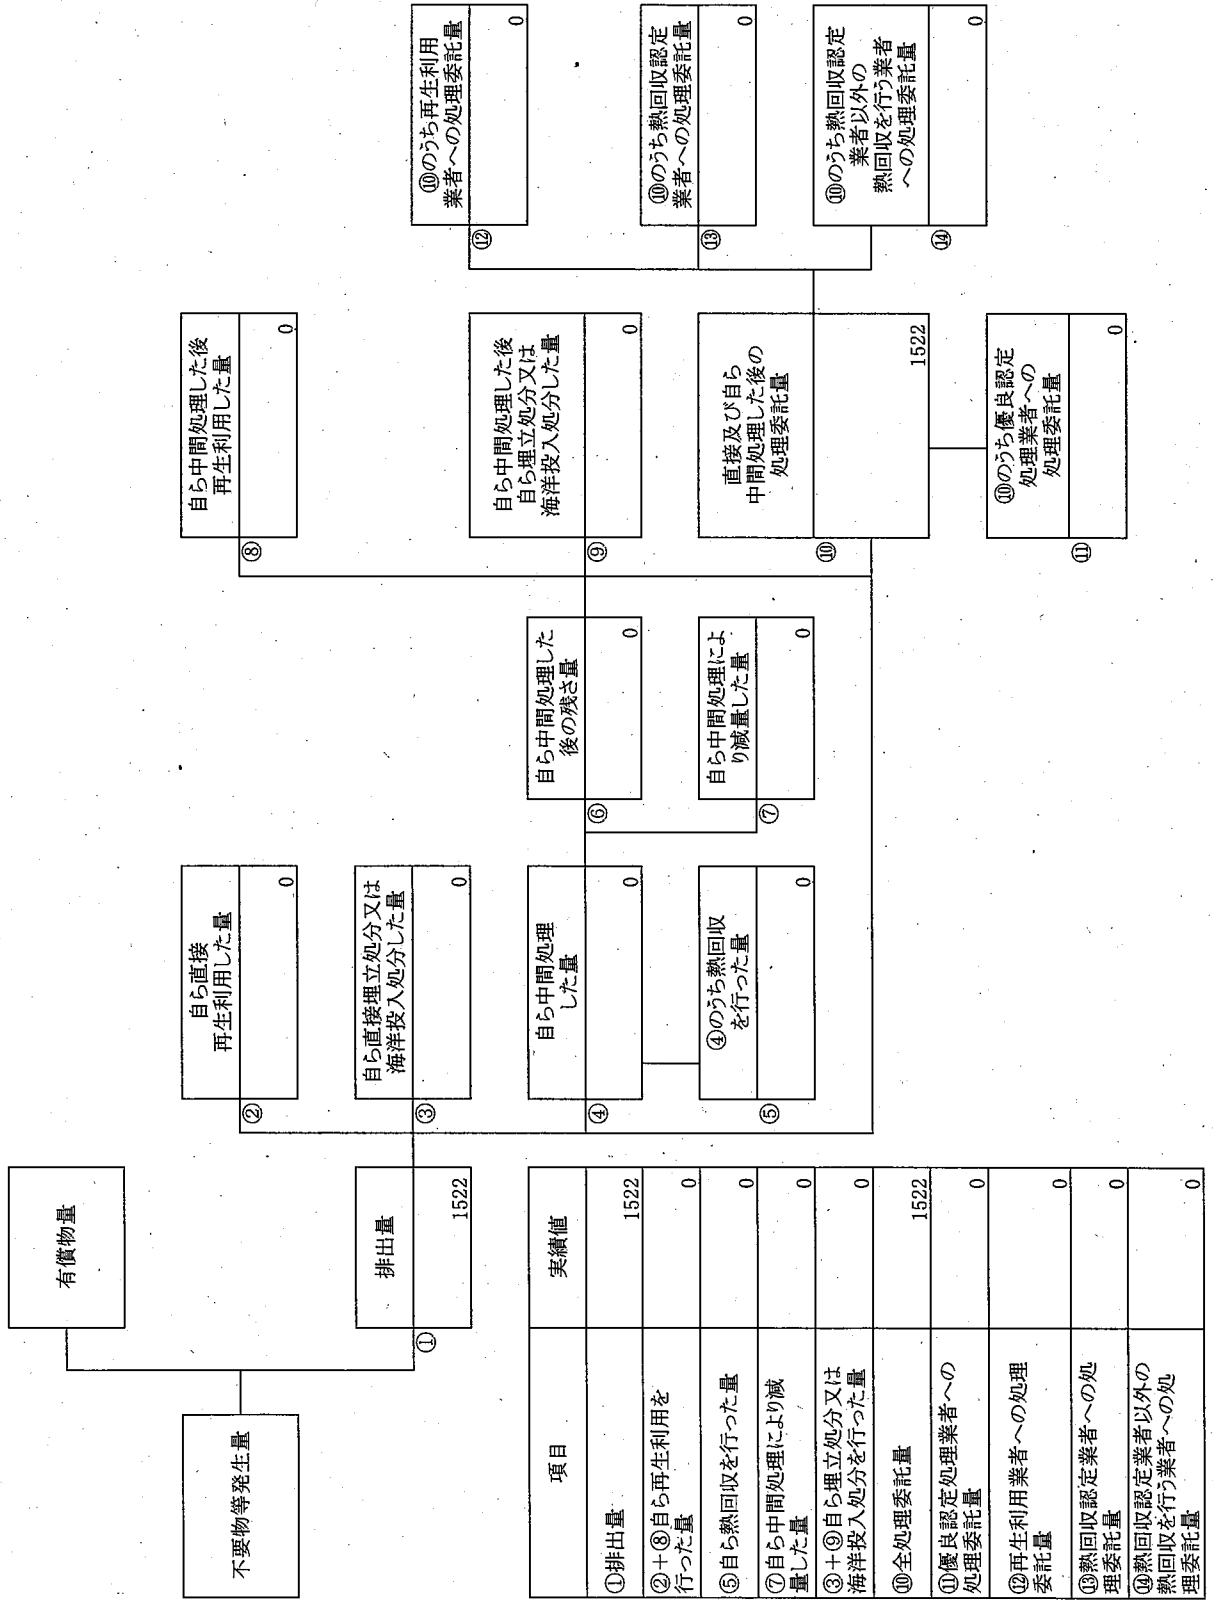 不要物等発生量
有償物量
排出量
①
1522
自ら直接
再生利用した量
②
0
自ら直接埋立処分又は
海洋投入処分した量
③
0
自ら中間処理
した量
④
0
④のうち熱回収
を行った量
⑤
0
自ら中間処理した
後の残さ量
⑥
0
自ら中間処理によ
り減量した量
⑦
0
自ら中間処理した後
再生利用した量
⑧
0
自ら中間処理した後
自ら埋立処分又は
海洋投入処分した量
⑨
0
直接及び自ら
中間処理した後の
処理委託量
⑩
1522
⑩のうち優良認定
処理業者への
処理委託量
⑪
0
⑩のうち再生利用
業者への処理委託量
⑫
0
⑩のうち熱回収認定
業者への処理委託量
⑬
0
⑩のうち熱回収認定
業者以外の
熱回収を行う業者
への処理委託量
⑭
0
項目
実績値
①排出量
1522
②+⑧自ら再生利用を
行った量
0
⑤自ら熱回収を行った量
0
⑦自ら中間処理により減
量した量
0
③+⑨自ら埋立処分又は
海洋投入処分を行った量
0
⑩全処理委託量
1522
⑪優良認定処理業者への
処理委託量
0
⑫再生利用業者への処理
委託量
0
⑬熱回収認定業者への処
理委託量
0
⑭熱回収認定業者以外の
熱回収を行う業者への処
理委託量
0